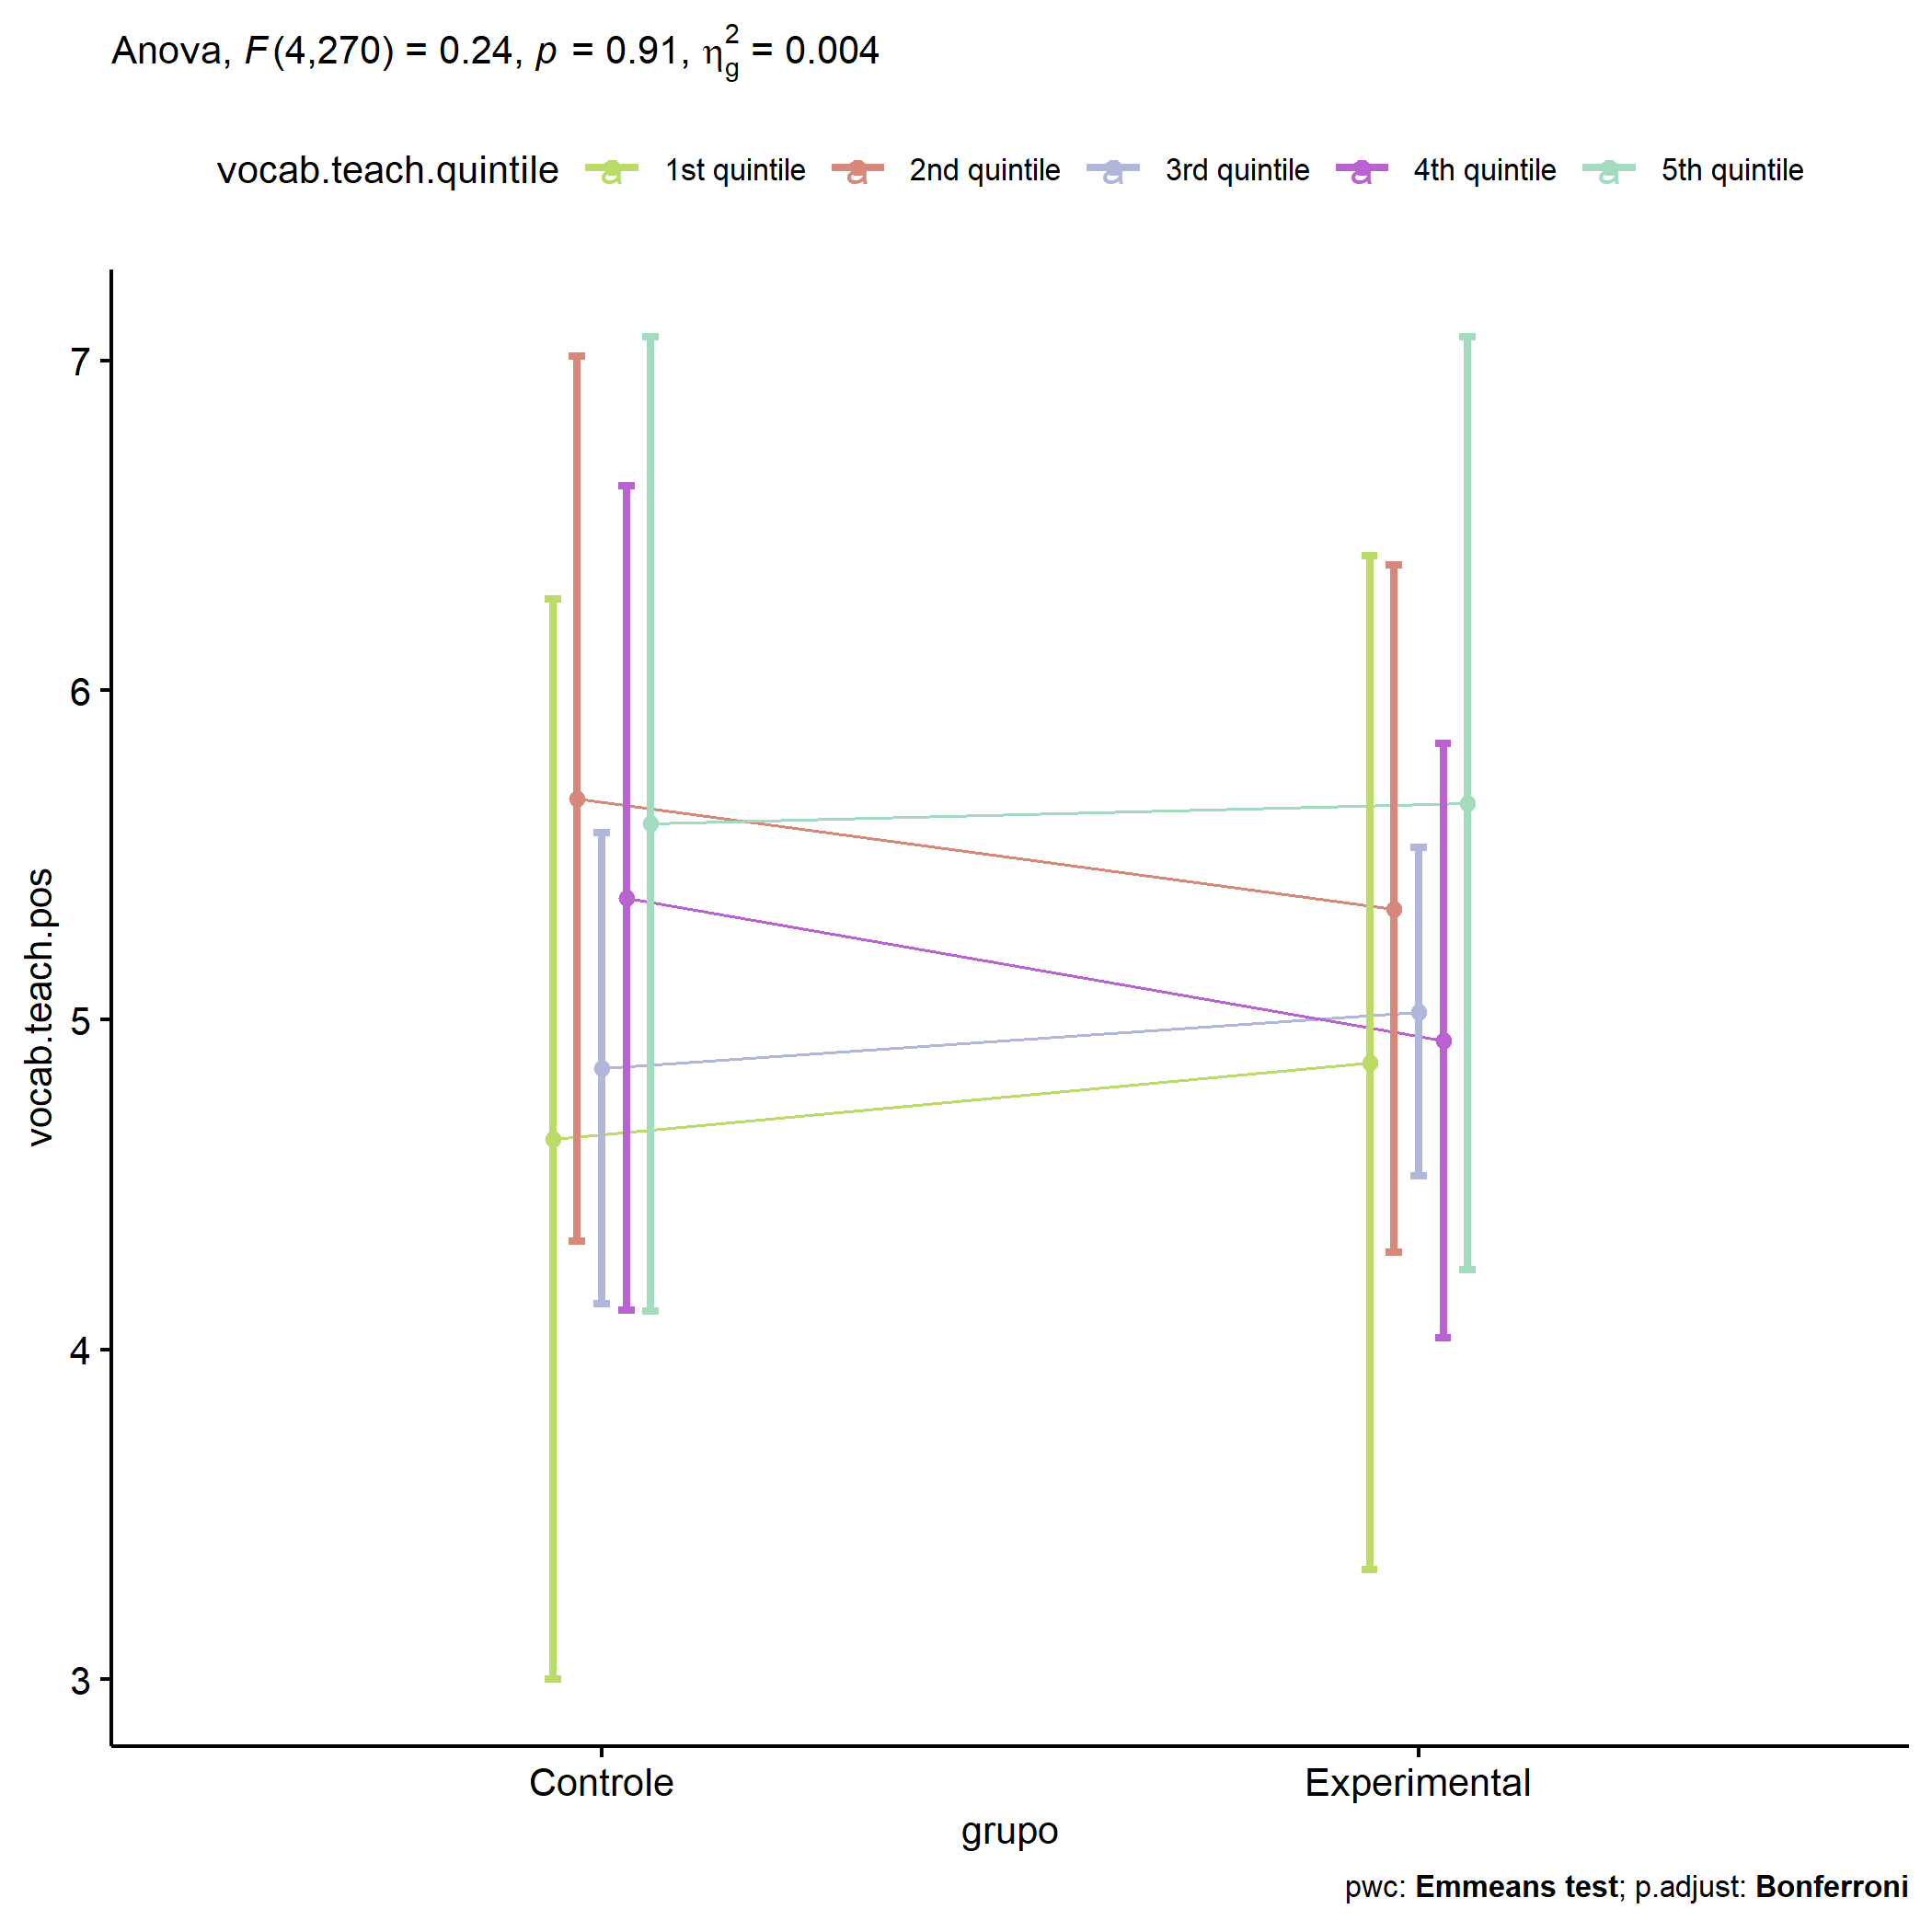 Anova, F(4,270) = 0.24, p = 0.91, η²g = 0.004
vocab.teach.quintile a 1st quintile a 2nd quintile a 3rd quintile a 4th quintile a 5th quintile
7
6
5
4
3
vocab.teach.pos
Controle Experimental
grupo
pwc: Emmeans test; p.adjust: Bonferroni